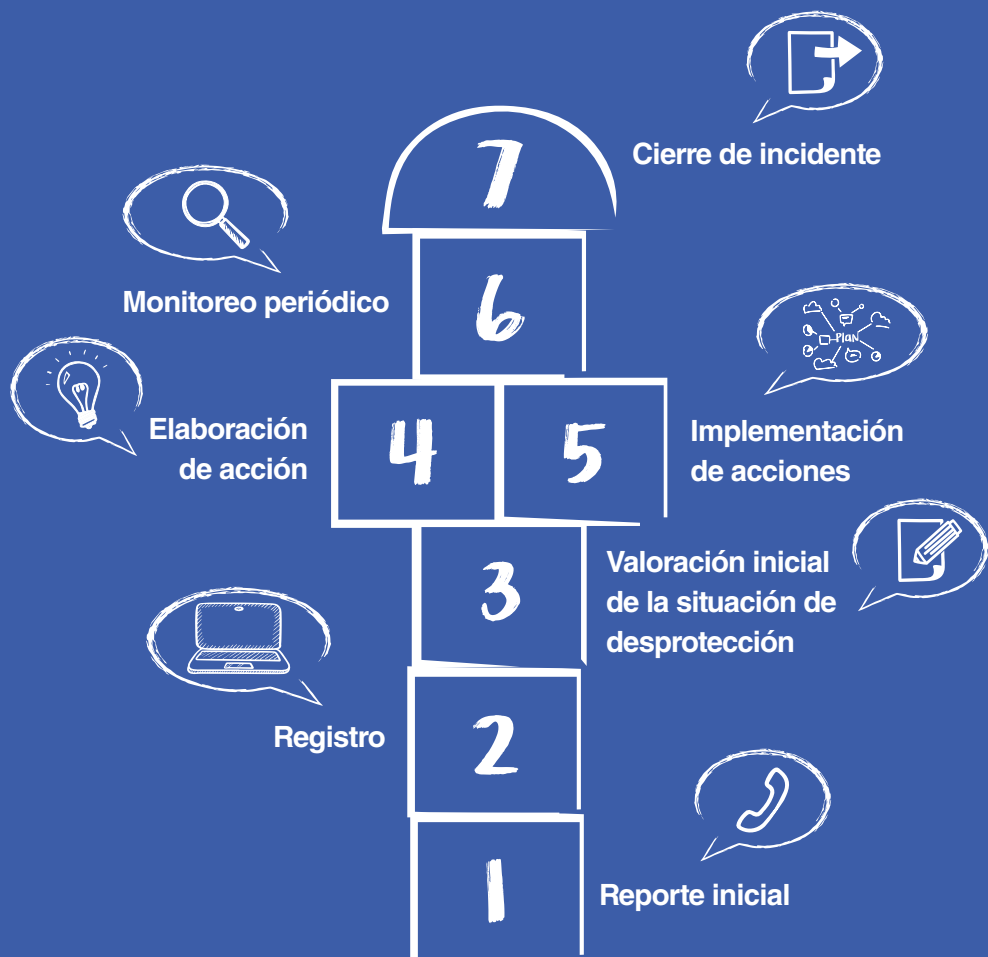 Cierre de incidente
7
Monitoreo periódico
6
PlaN
Elaboración
de acción
4
5
Implementación
de acciones
3
Valoración inicial
de la situación de
desprotección
Registro
2
Reporte inicial
1